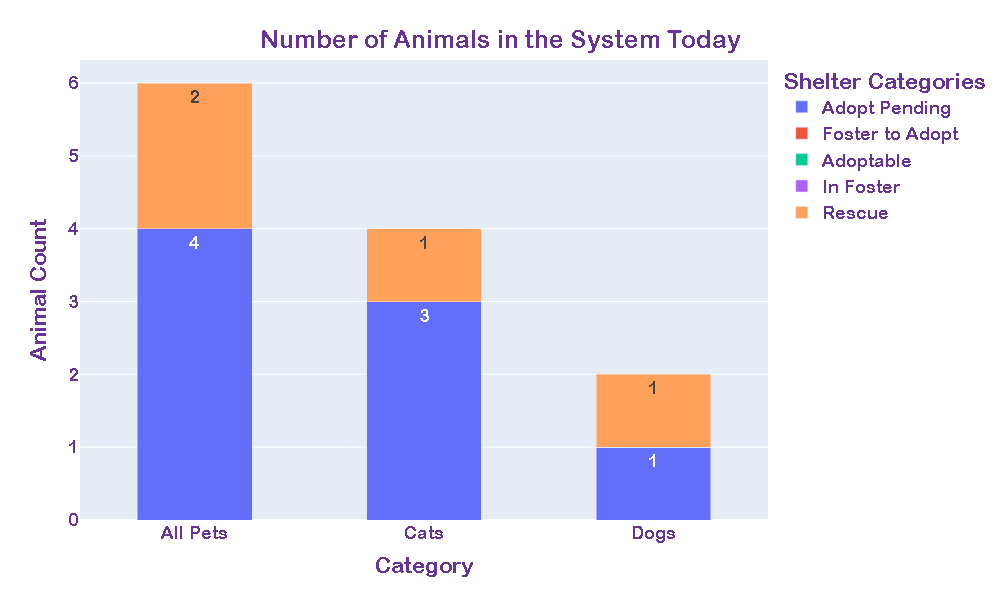 Number of Animals in the System Today
Shelter Categories
Adopt Pending
Foster to Adopt
Adoptable
In Foster
Rescue
Animal Count
6
5
4
3
2
1
0
2
4
1
3
1
1
All Pets
Cats
Dogs
Category